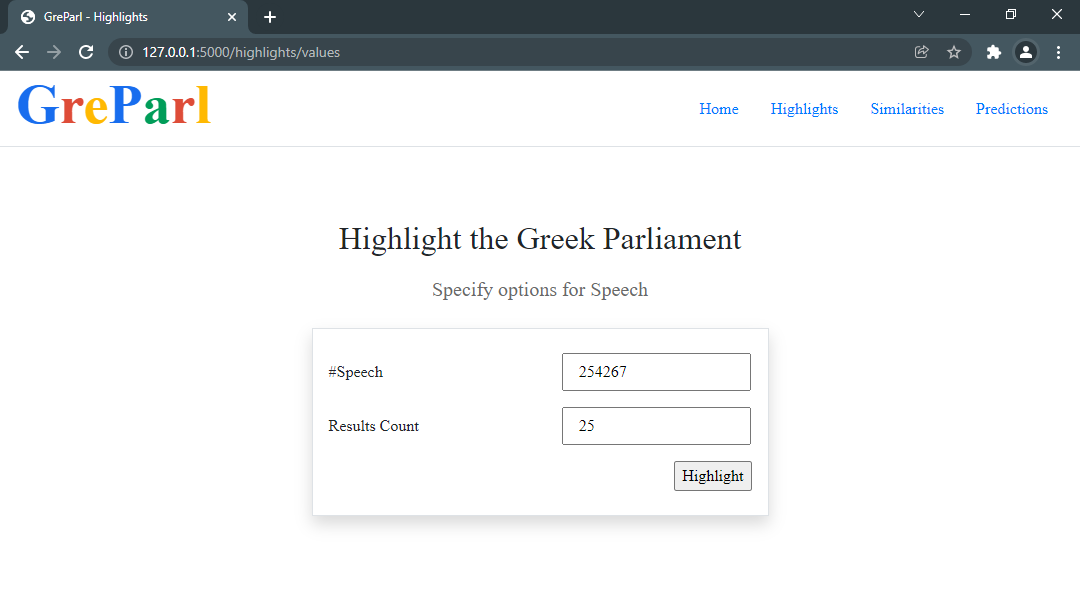 GreParl - Highlights
127.0.0.1:5000/highlights/values
GreParl
Home Highlights Similarities Predictions
Highlight the Greek Parliament
Specify options for Speech
#Speech 254267
Results Count 25
Highlight